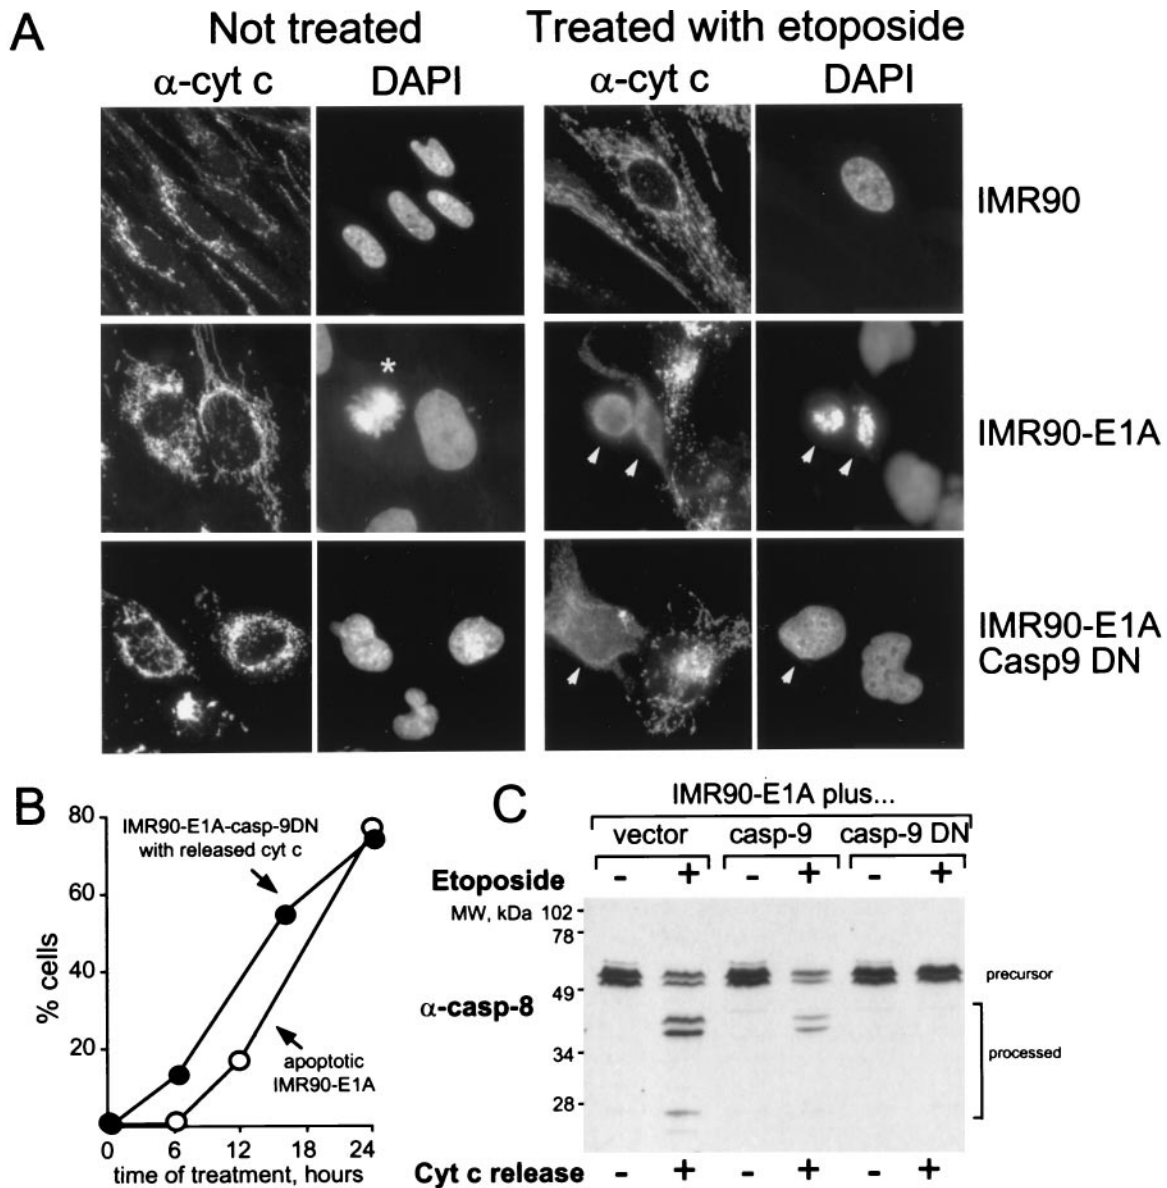 A
Not treated Treated with etoposide
α-cyt c DAPI α-cyt c DAPI
IMR90
*
IMR90-E1A
IMR90-E1A
Casp9 DN
B
80
60
40
20
% cells
IMR90-E1A-casp-9DN
with released cyt c
apoptotic
IMR90-E1A
0 6 12 18 24
time of treatment, hours
C
IMR90-E1A plus...
vector casp-9 casp-9 DN
Etoposide - + - + - +
MW, kDa 102
78
49
34
28
α-casp-8
precursor
processed
Cyt c release - + - + - +